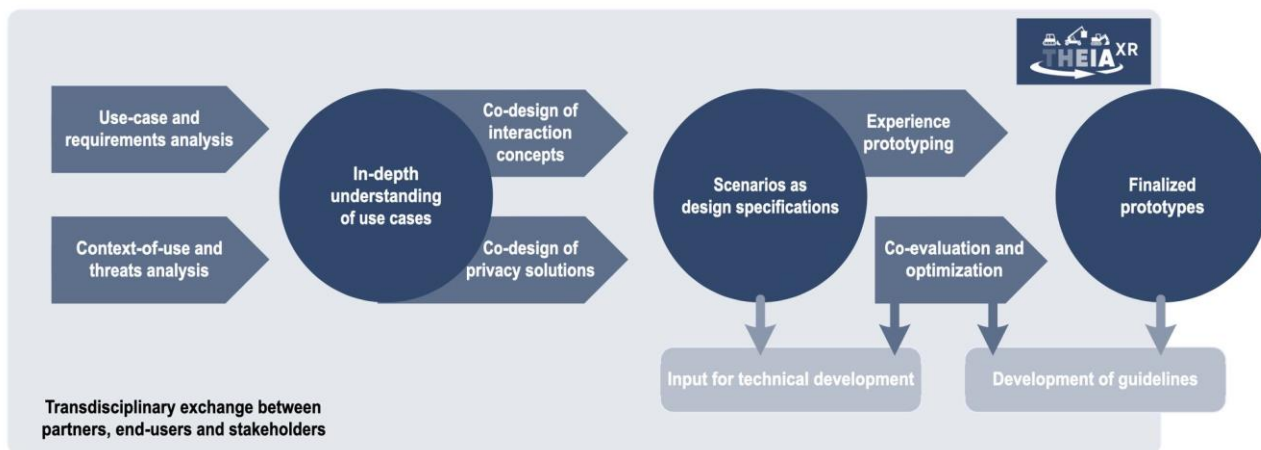 THEIA XR
Use-case and
requirements analysis
Co-design of
interaction
concepts
Experience
prototyping
In-depth
understanding
of use cases
Scenarios as
design specifications
Finalized
prototypes
Context-of-use and
threats analysis
Co-design of
privacy solutions
Co-evaluation and
optimization
Input for technical development
Development of guidelines
Transdisciplinary exchange between
partners, end-users and stakeholders